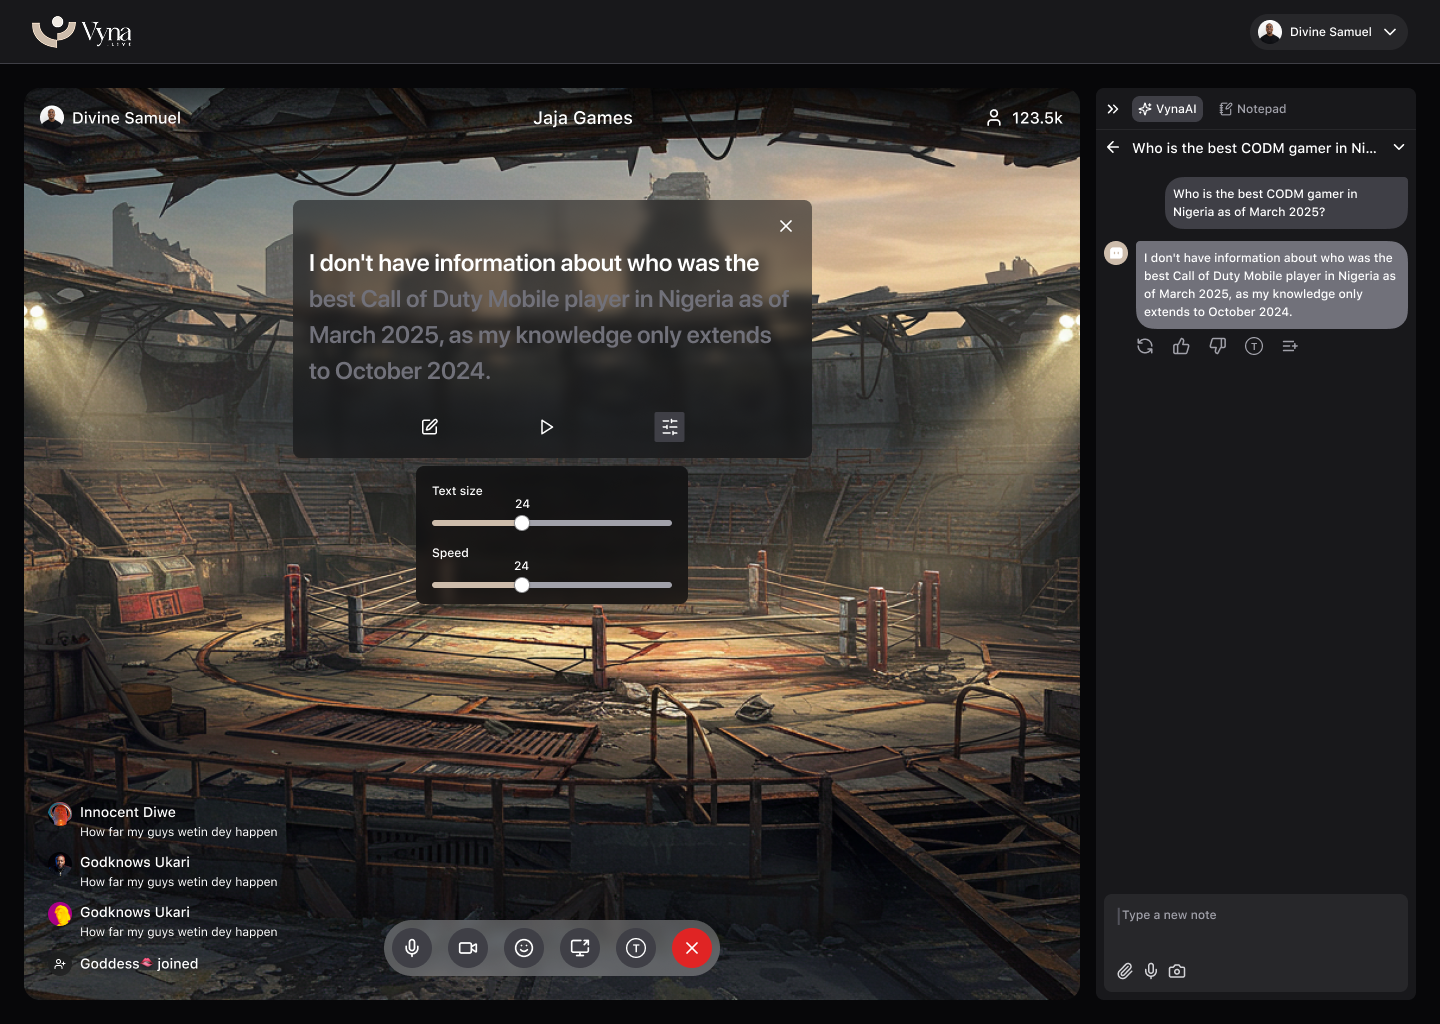 Vyna
.LIVE
Divine Samuel
Divine Samuel
Jaja Games
123.5k
I don't have information about who was the
best Call of Duty Mobile player in Nigeria as of
March 2025, as my knowledge only extends
to October 2024.
Text size
24
Speed
24
Innocent Diwe
How far my guys wetin dey happen
Godknows Ukari
How far my guys wetin dey happen
Godknows Ukari
How far my guys wetin dey happen
Goddess💋 joined
T
VynaAI
Notepad
Who is the best CODM gamer in Ni...
Who is the best CODM gamer in
Nigeria as of March 2025?
I don't have information about who was the
best Call of Duty Mobile player in Nigeria as
of March 2025, as my knowledge only
extends to October 2024.
T
Type a new note